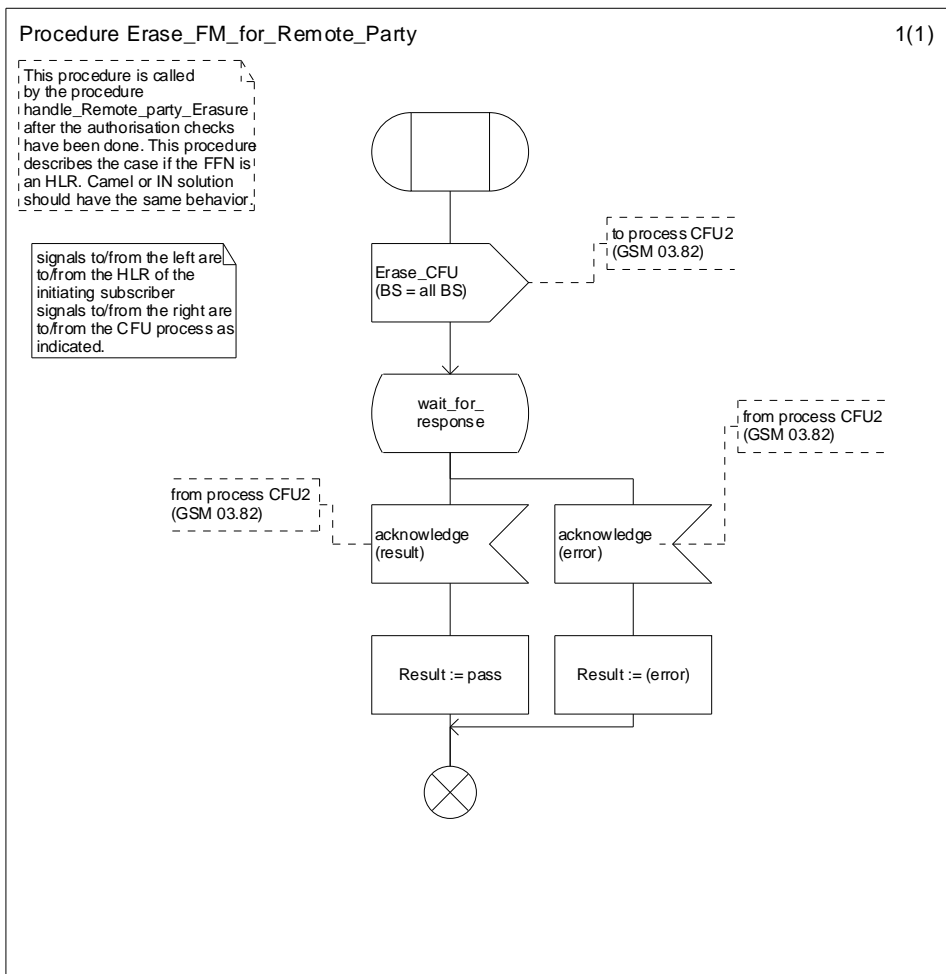 Procedure Erase_FM_for_Remote_Party
1(1)
This procedure is called
by the procedure
handle_Remote_party_Erasure
after the authorisation checks
have been done. This procedure
describes the case if the FFN is
an HLR. Camel or IN solution
should have the same behavior.
signals to/from the left are
to/from the HLR of the
initiating subscriber
signals to/from the right are
to/from the CFU process as
indicated.
to process CFU2
(GSM 03.82)
Erase_CFU
(BS = all BS)
wait_for_
response
from process CFU2
(GSM 03.82)
from process CFU2
(GSM 03.82)
acknowledge
(result)
acknowledge
(error)
Result := pass
Result := (error)